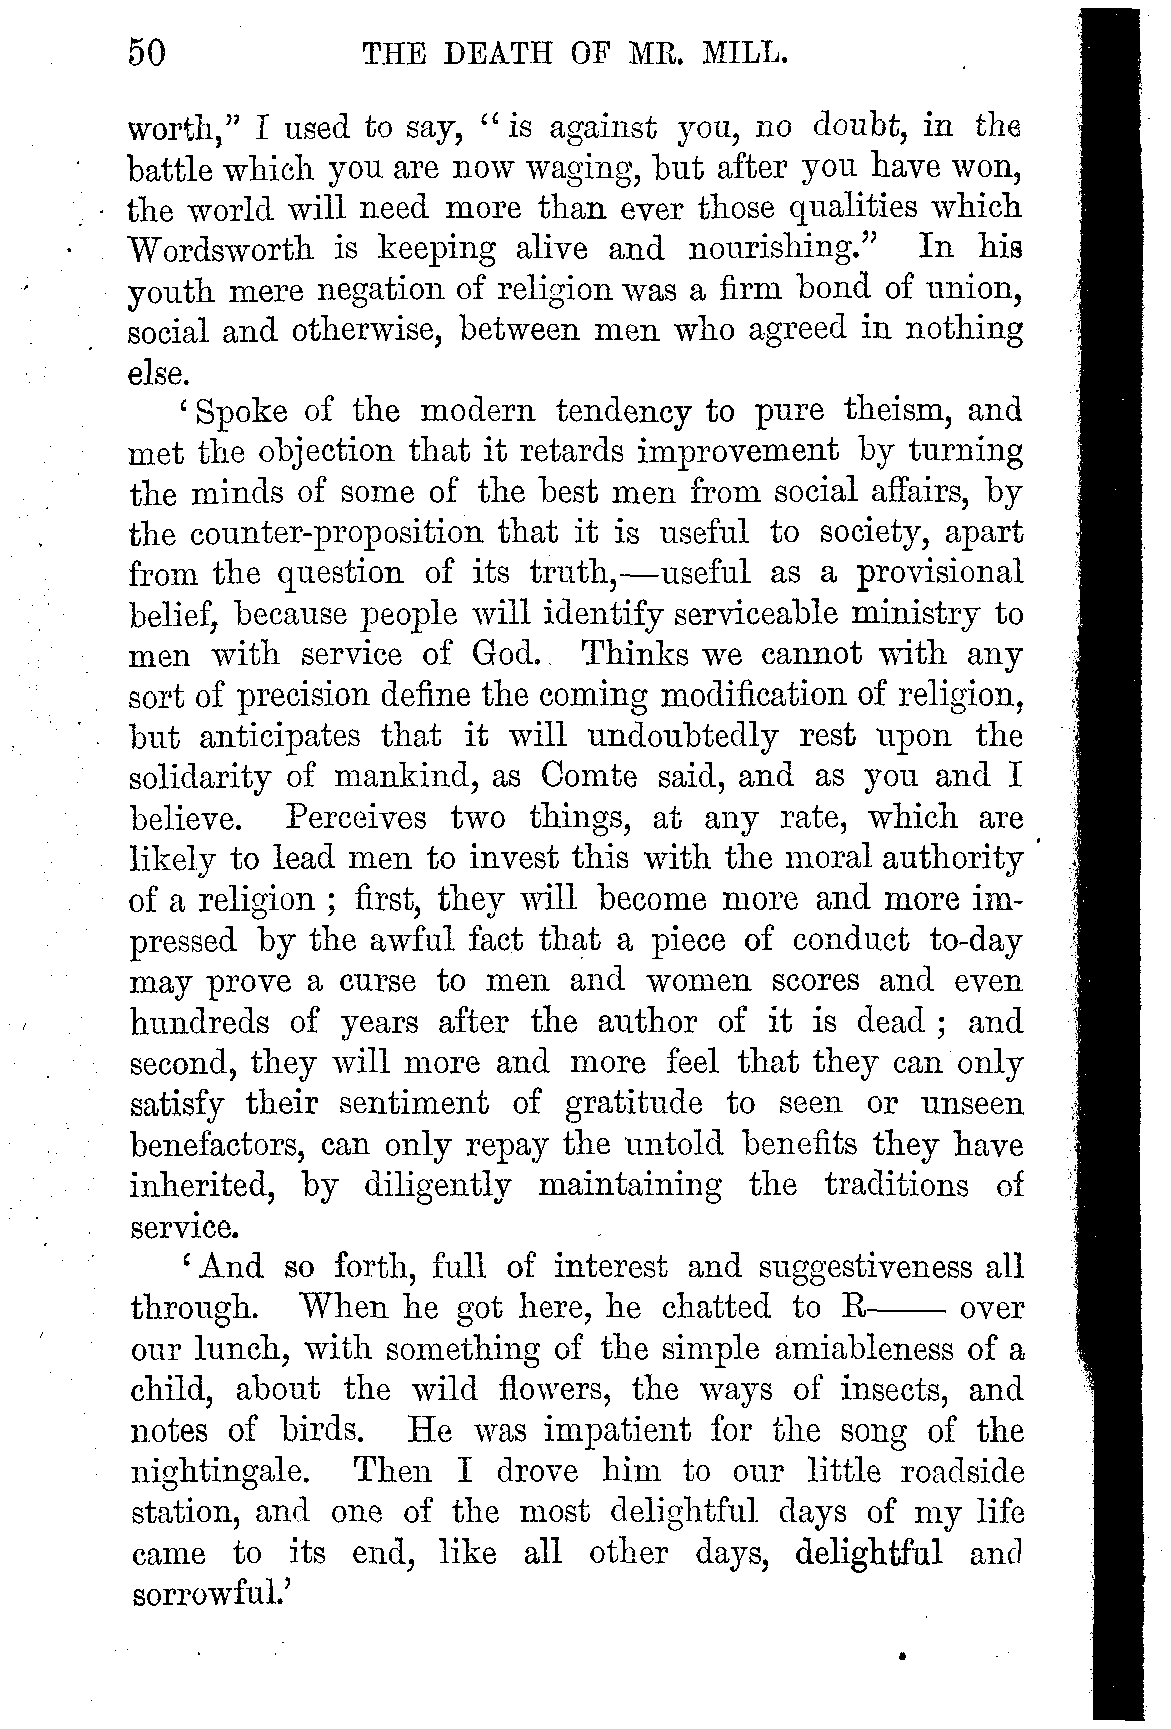 50 THE DEATH OF MR. MILL.
worth,” I used to say, “is against you, no doubt, in the
battle which you are now waging, but after you have won,
the world will need more than ever those qualities which
Wordsworth is keeping alive and nourishing.” In his
youth mere negation of religion was a firm bond of union,
social and otherwise, between men who agreed in nothing
else.
‘Spoke of the modern tendency to pure theism, and
met the objection that it retards improvement by turning
the minds of some of the best men from social affairs, by
the counter-proposition that it is useful to society, apart
from the question of its truth,—useful as a provisional
belief, because people will identify serviceable ministry to
men with service of God. Thinks we cannot with any
sort of precision define the coming modification of religion,
but anticipates that it will undoubtedly rest upon the
solidarity of mankind, as Comte said, and as you and I
believe. Perceives two things, at any rate, which are
likely to lead men to invest this with the moral authority
of a religion ; first, they will become more and more im-
pressed by the awful fact that a piece of conduct to-day
may prove a curse to men and women scores and even
hundreds of years after the author of it is dead ; and
second, they will more and more feel that they can only
satisfy their sentiment of gratitude to seen or unseen
benefactors, can only repay the untold benefits they have
inherited, by diligently maintaining the traditions of
service.
‘And so forth, full of interest and suggestiveness all
through. When he got here, he chatted to R—— over
our lunch, with something of the simple amiableness of a
child, about the wild flowers, the ways of insects, and
notes of birds. He was impatient for the song of the
nightingale. Then I drove him to our little roadside
station, and one of the most delightful days of my life
came to its end, like all other days, delightful and
sorrowful.’